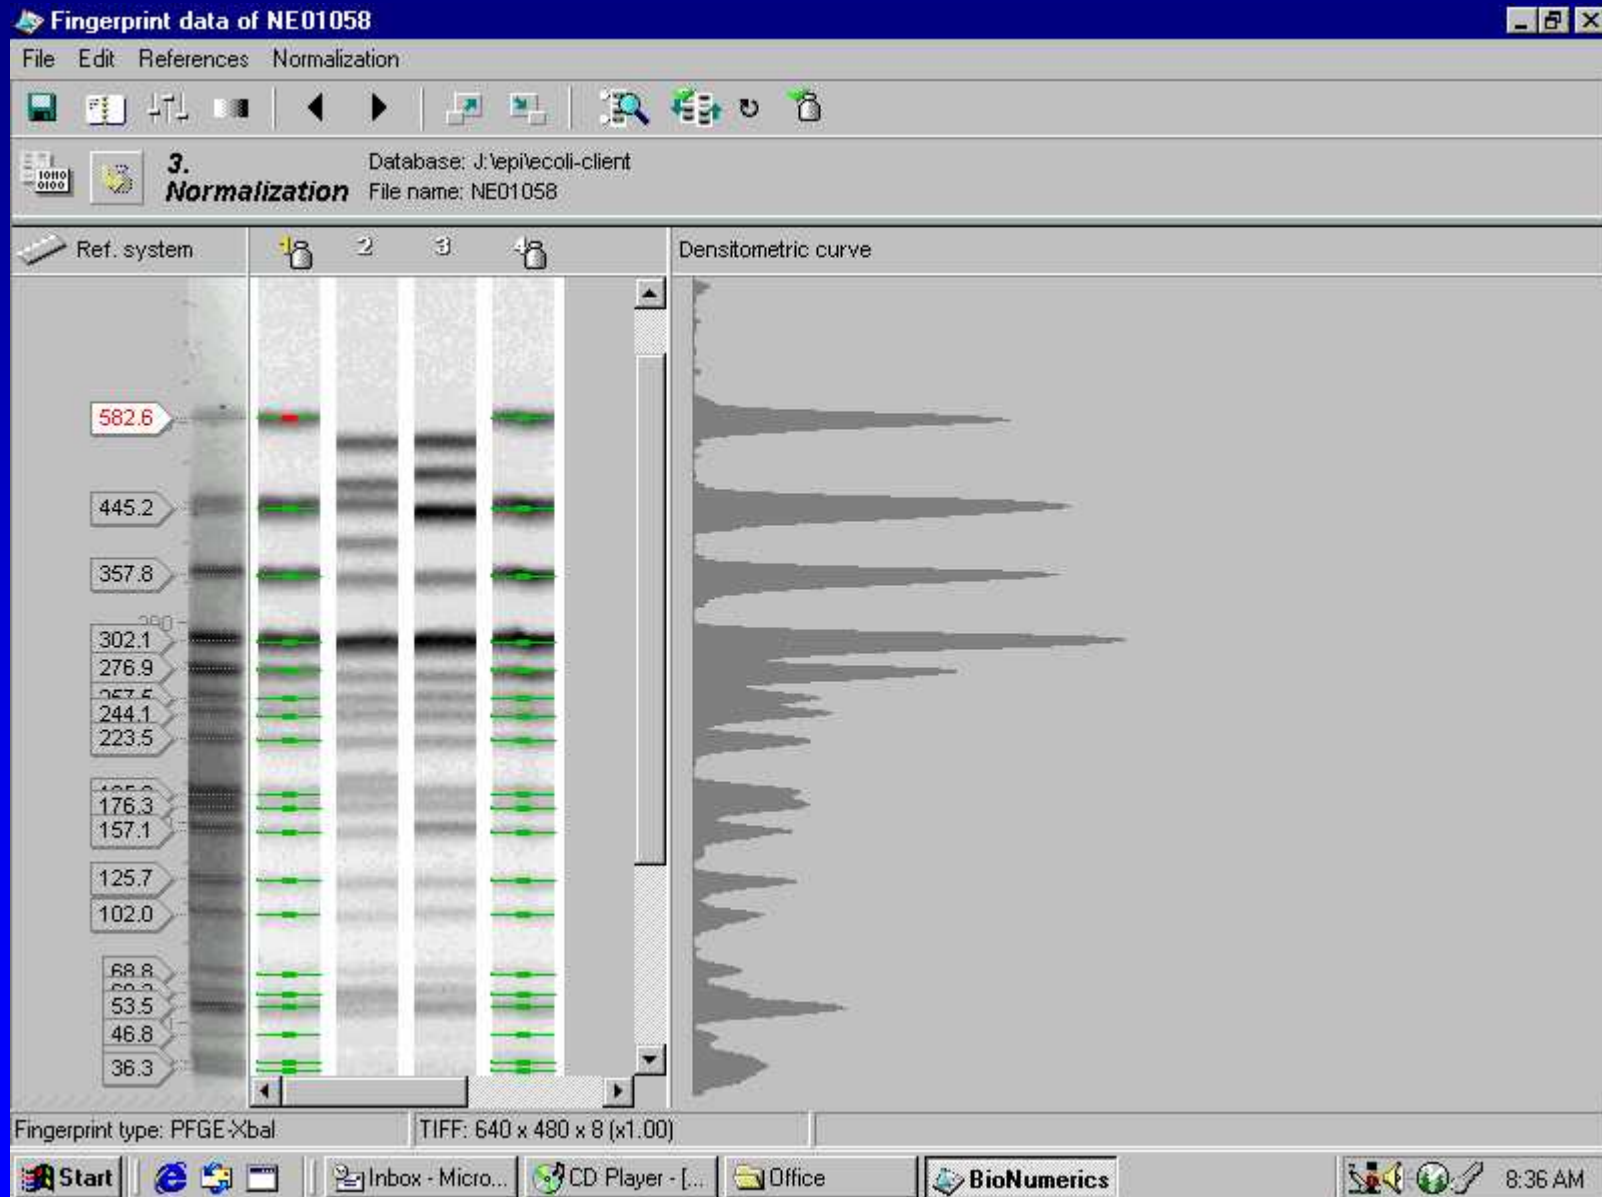 Fingerprint data of NE01058
File Edit References Normalization
3. Normalization
Database: J:\epi\ecoli-client
File name: NE01058
Ref. system 1 2 3 4 Densitometric curve
582.6
445.2
357.8
302.1
276.9
244.1
223.5
176.3
157.1
125.7
102.0
68.8
53.5
46.8
36.3
Fingerprint type: PFGE-XbaI TIFF: 640 x 480 x 8 (x1.00)
Start Inbox - Micro... CD Player - [... Office BioNumerics 8:36 AM